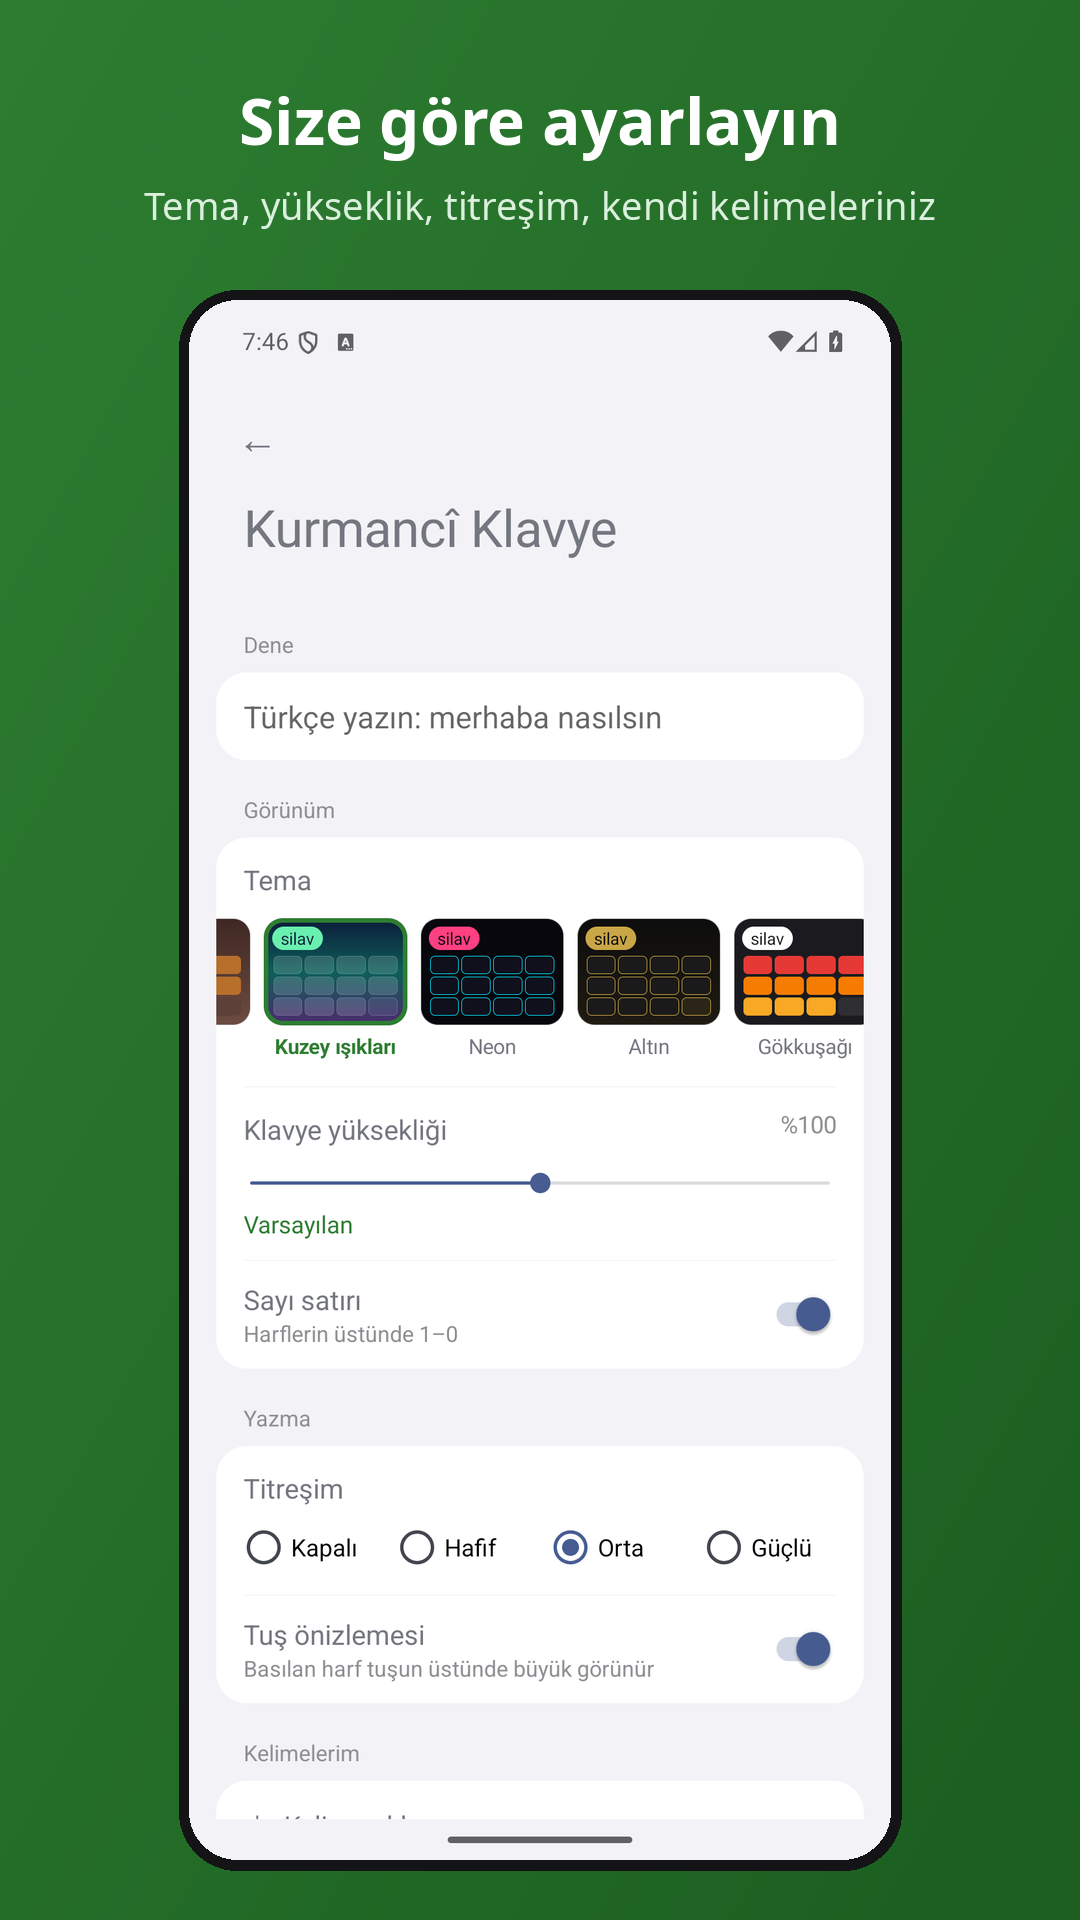 Size göre ayarlayın
Tema, yükseklik, titreşim, kendi kelimeleriniz
7:46
←
Kurmancî Klavye
Dene
Türkçe yazın: merhaba nasılsın
Görünüm
Tema
silav silav silav silav
Kuzey ışıkları Neon Altın Gökkuşağı
Klavye yüksekliği %100
Varsayılan
Sayı satırı
Harflerin üstünde 1–0
Yazma
Titreşim
Kapalı Hafif Orta Güçlü
Tuş önizlemesi
Basılan harf tuşun üstünde büyük görünür
Kelimelerim